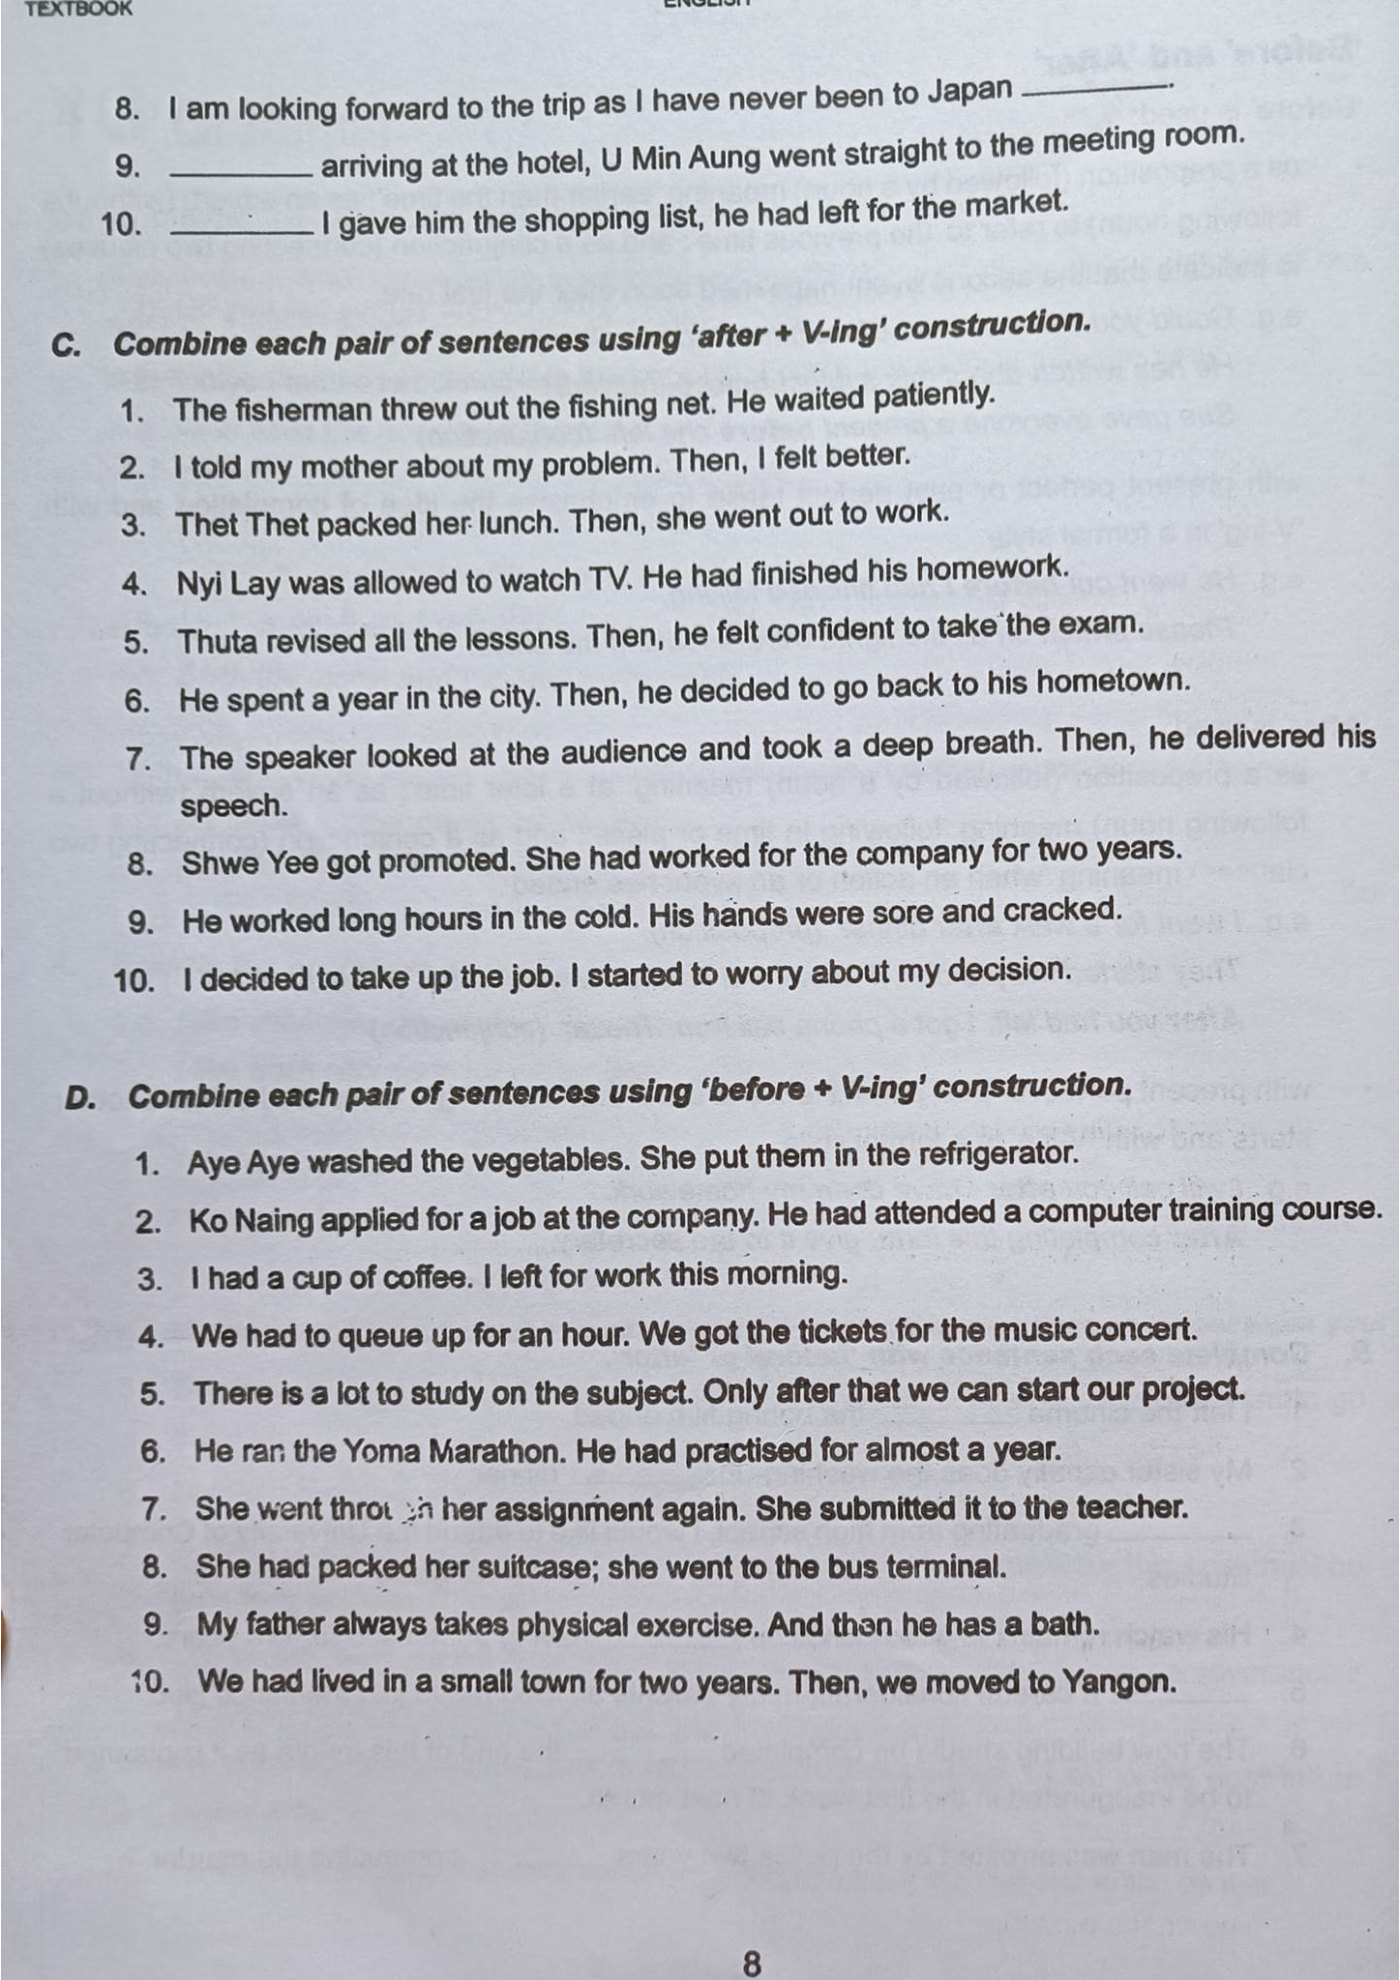 TEXTBOOK
ENGLISH
8. I am looking forward to the trip as I have never been to Japan __________.
9. __________ arriving at the hotel, U Min Aung went straight to the meeting room.
10. __________ I gave him the shopping list, he had left for the market.
C. Combine each pair of sentences using ‘after + V-ing’ construction.
1. The fisherman threw out the fishing net. He waited patiently.
2. I told my mother about my problem. Then, I felt better.
3. Thet Thet packed her lunch. Then, she went out to work.
4. Nyi Lay was allowed to watch TV. He had finished his homework.
5. Thuta revised all the lessons. Then, he felt confident to take the exam.
6. He spent a year in the city. Then, he decided to go back to his hometown.
7. The speaker looked at the audience and took a deep breath. Then, he delivered his
speech.
8. Shwe Yee got promoted. She had worked for the company for two years.
9. He worked long hours in the cold. His hands were sore and cracked.
10. I decided to take up the job. I started to worry about my decision.
D. Combine each pair of sentences using ‘before + V-ing’ construction.
1. Aye Aye washed the vegetables. She put them in the refrigerator.
2. Ko Naing applied for a job at the company. He had attended a computer training course.
3. I had a cup of coffee. I left for work this morning.
4. We had to queue up for an hour. We got the tickets for the music concert.
5. There is a lot to study on the subject. Only after that we can start our project.
6. He ran the Yoma Marathon. He had practised for almost a year.
7. She went through her assignment again. She submitted it to the teacher.
8. She had packed her suitcase; she went to the bus terminal.
9. My father always takes physical exercise. And then he has a bath.
10. We had lived in a small town for two years. Then, we moved to Yangon.
8